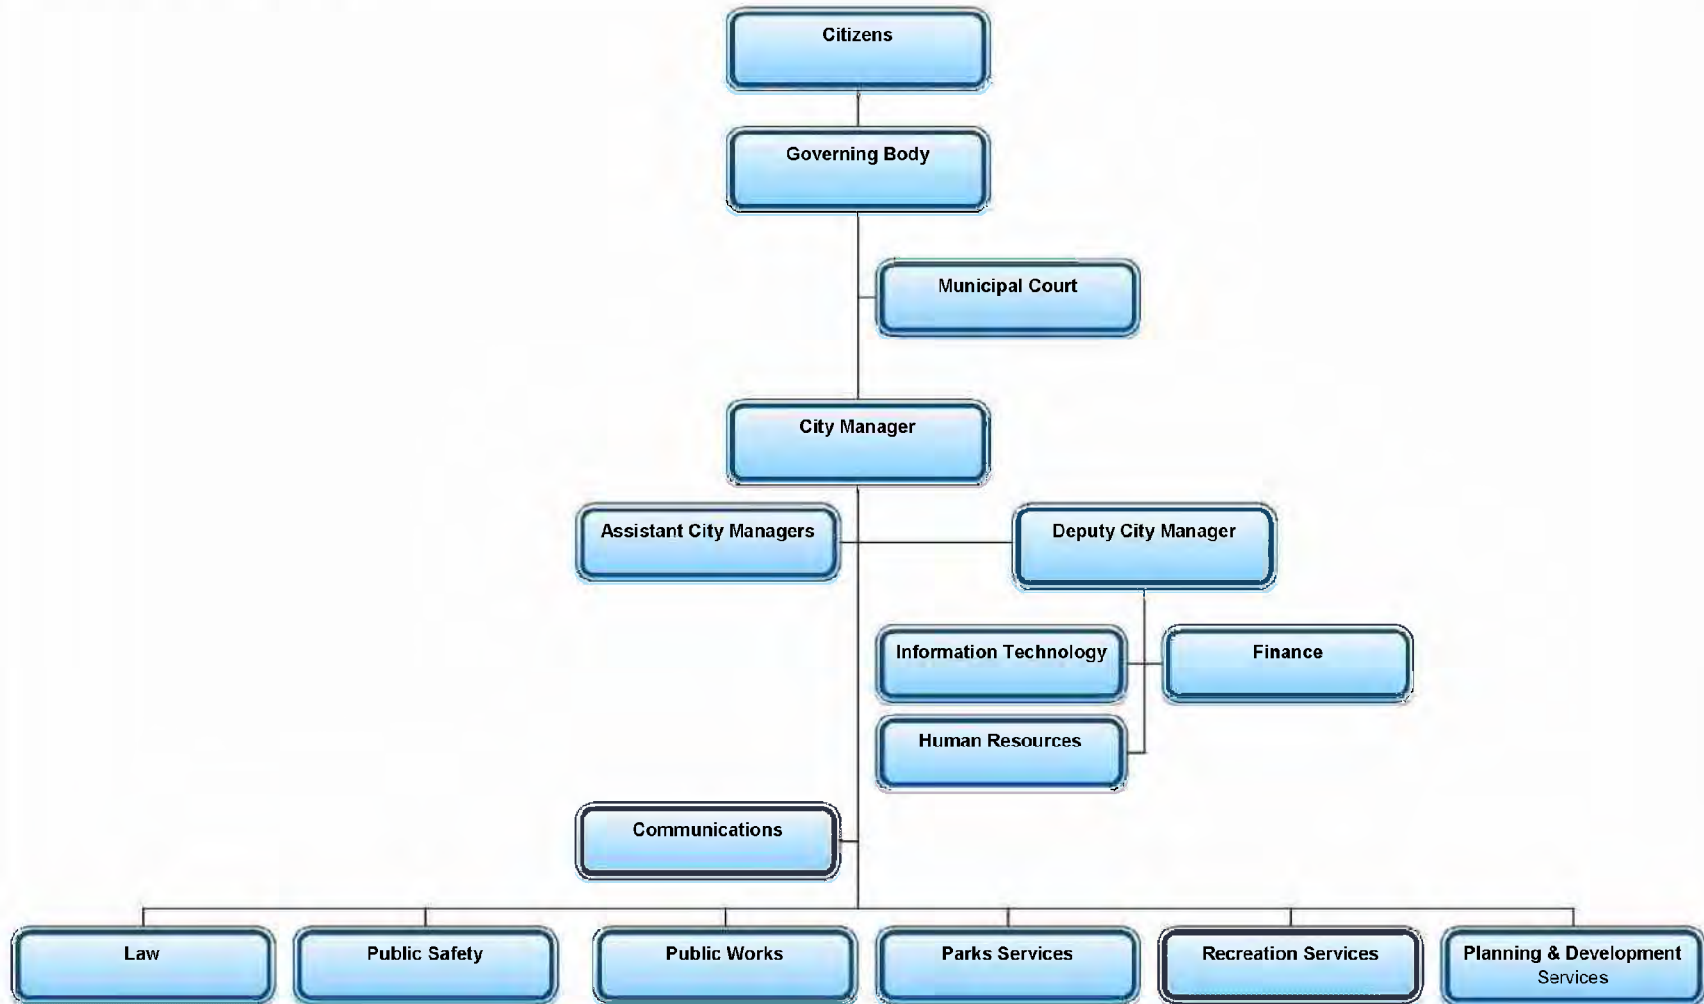 Citizens
Governing Body
Municipal Court
City Manager
Assistant City Managers
Deputy City Manager
Information Technology
Finance
Human Resources
Communications
Law
Public Safety
Public Works
Parks Services
Recreation Services
Planning & Development
Services